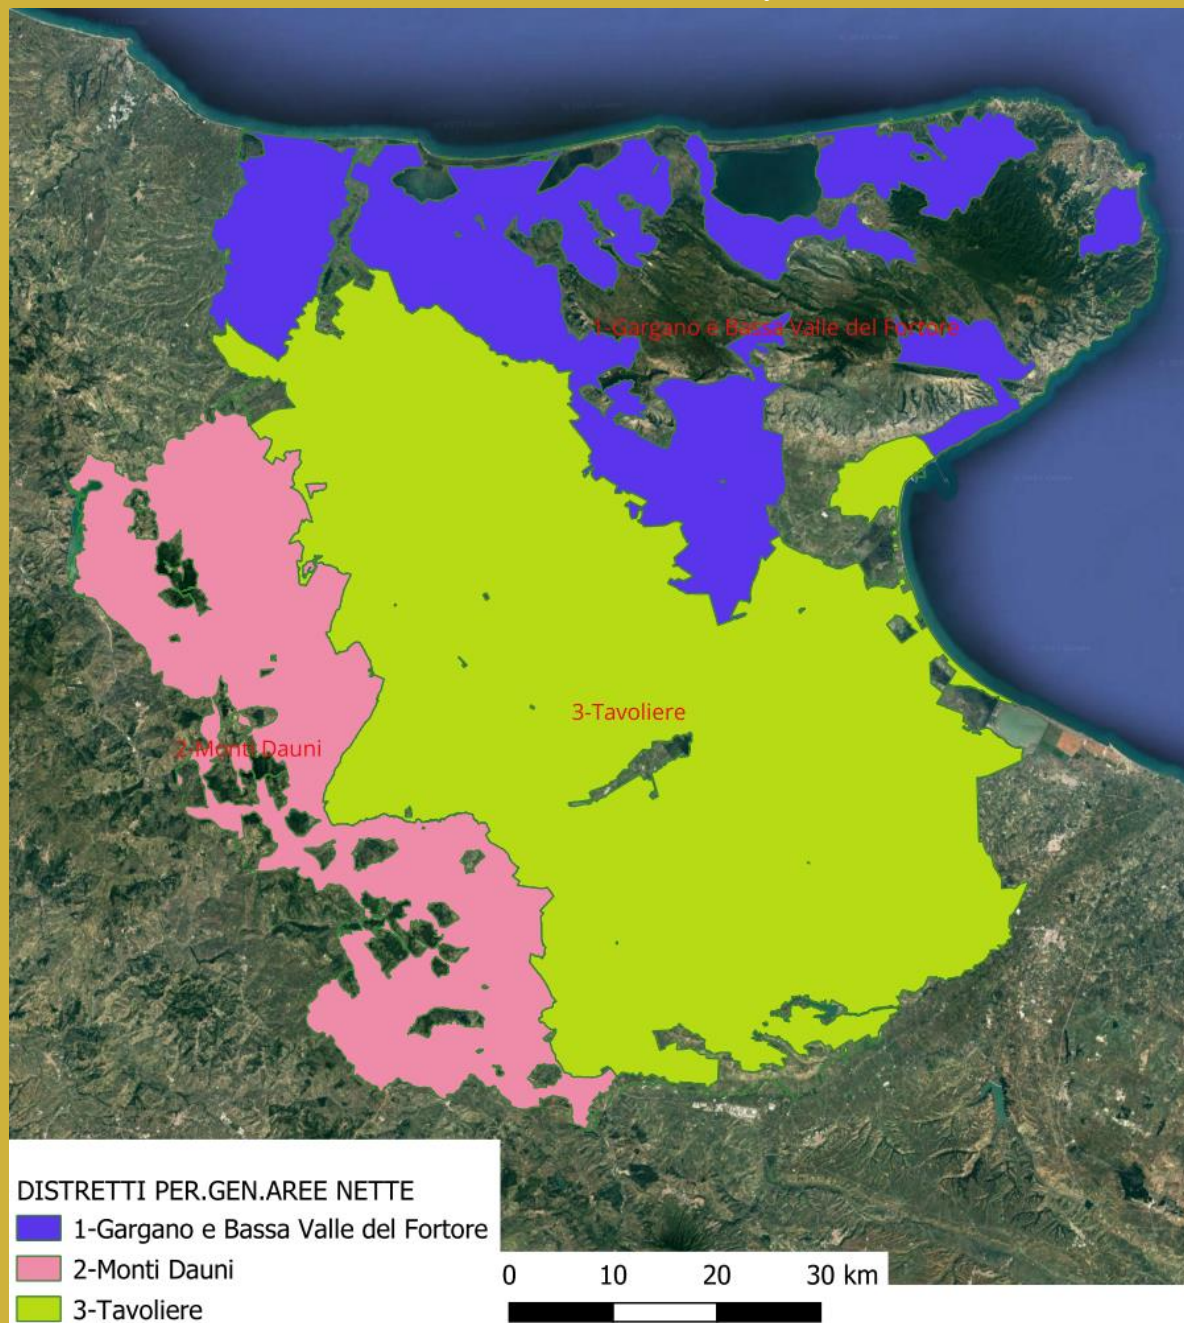 1-Gargano e Bassa Valle del Fortore
3-Tavoliere
2-Monti Dauni
DISTRETTI PER.GEN.AREE NETTE
1-Gargano e Bassa Valle del Fortore
2-Monti Dauni
3-Tavoliere
0 10 20 30 km